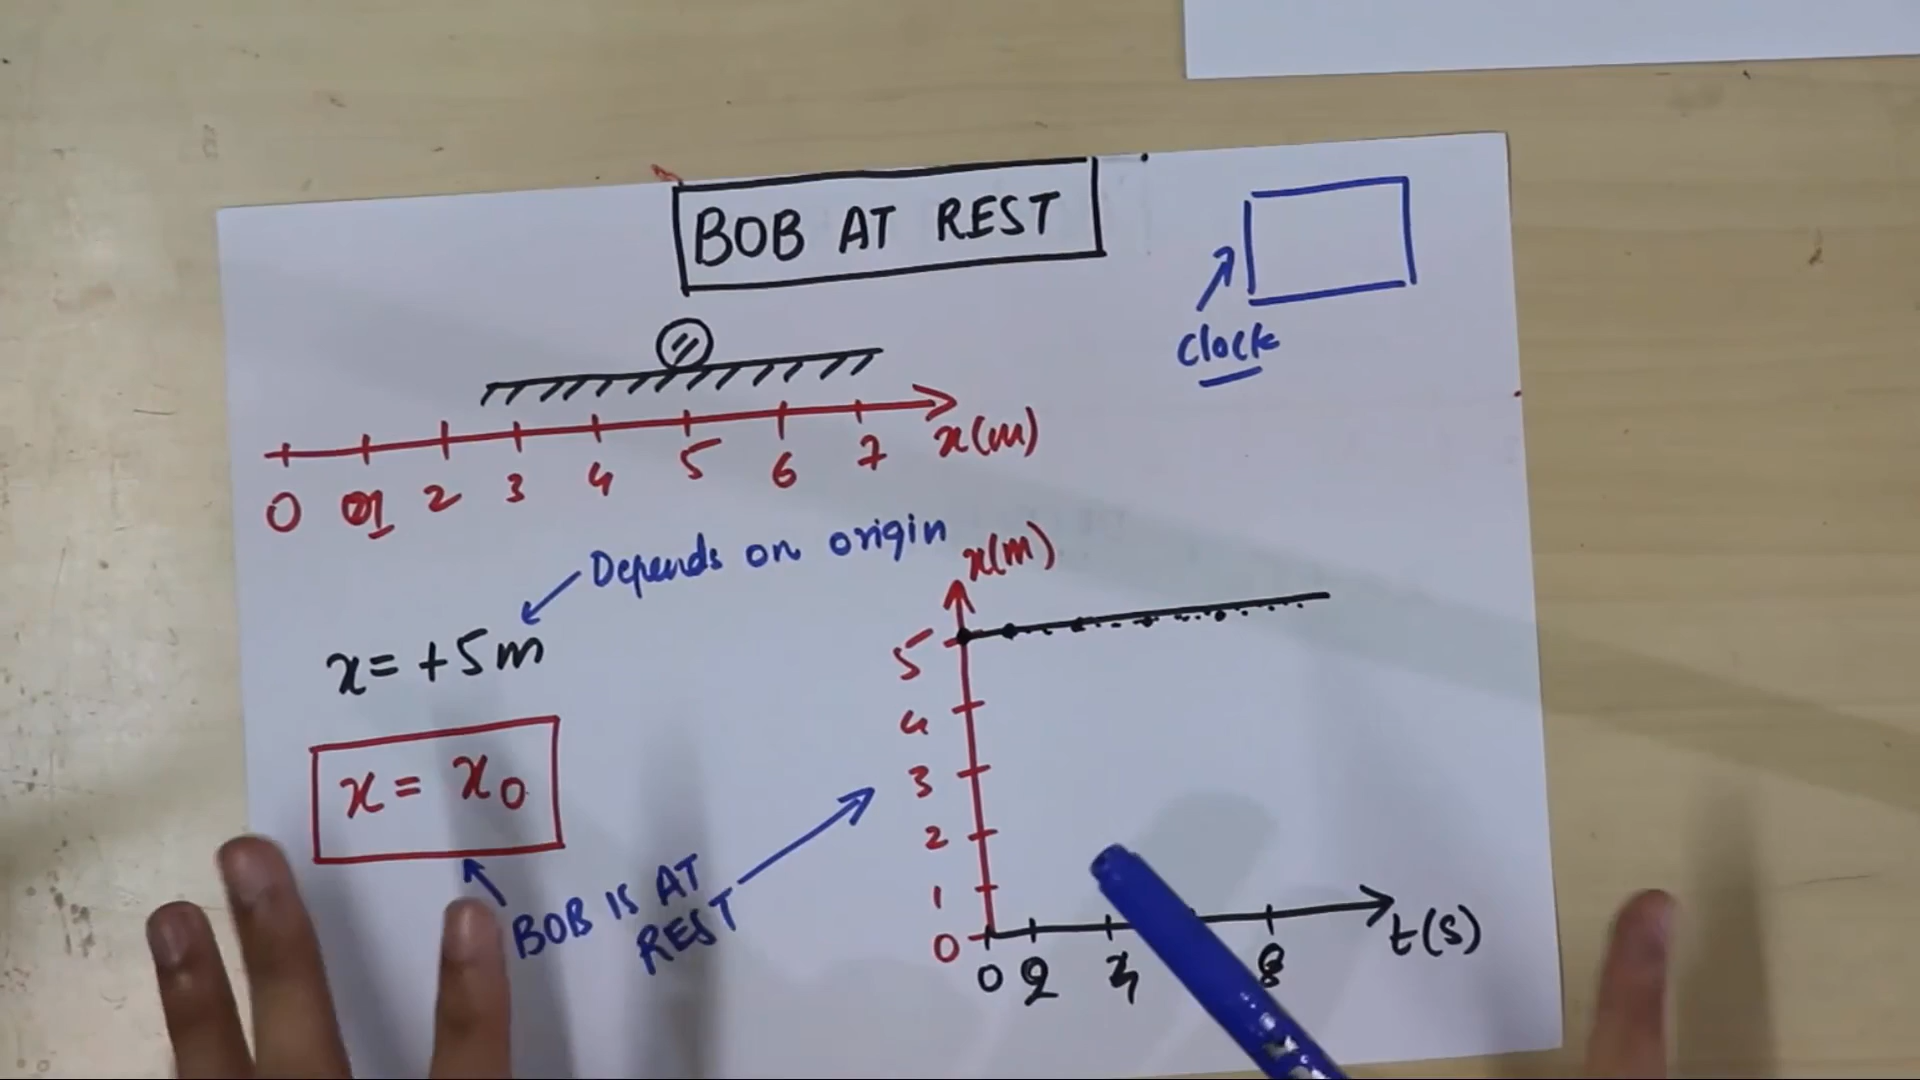 BOB AT REST
clock
x(m)
0 1 2 3 4 5 6 7
Depends on origin
x = +5m
x = x₀
BOB IS AT
REST
x(m)
5
4
3
2
1
0
0 2 4 8
t(s)